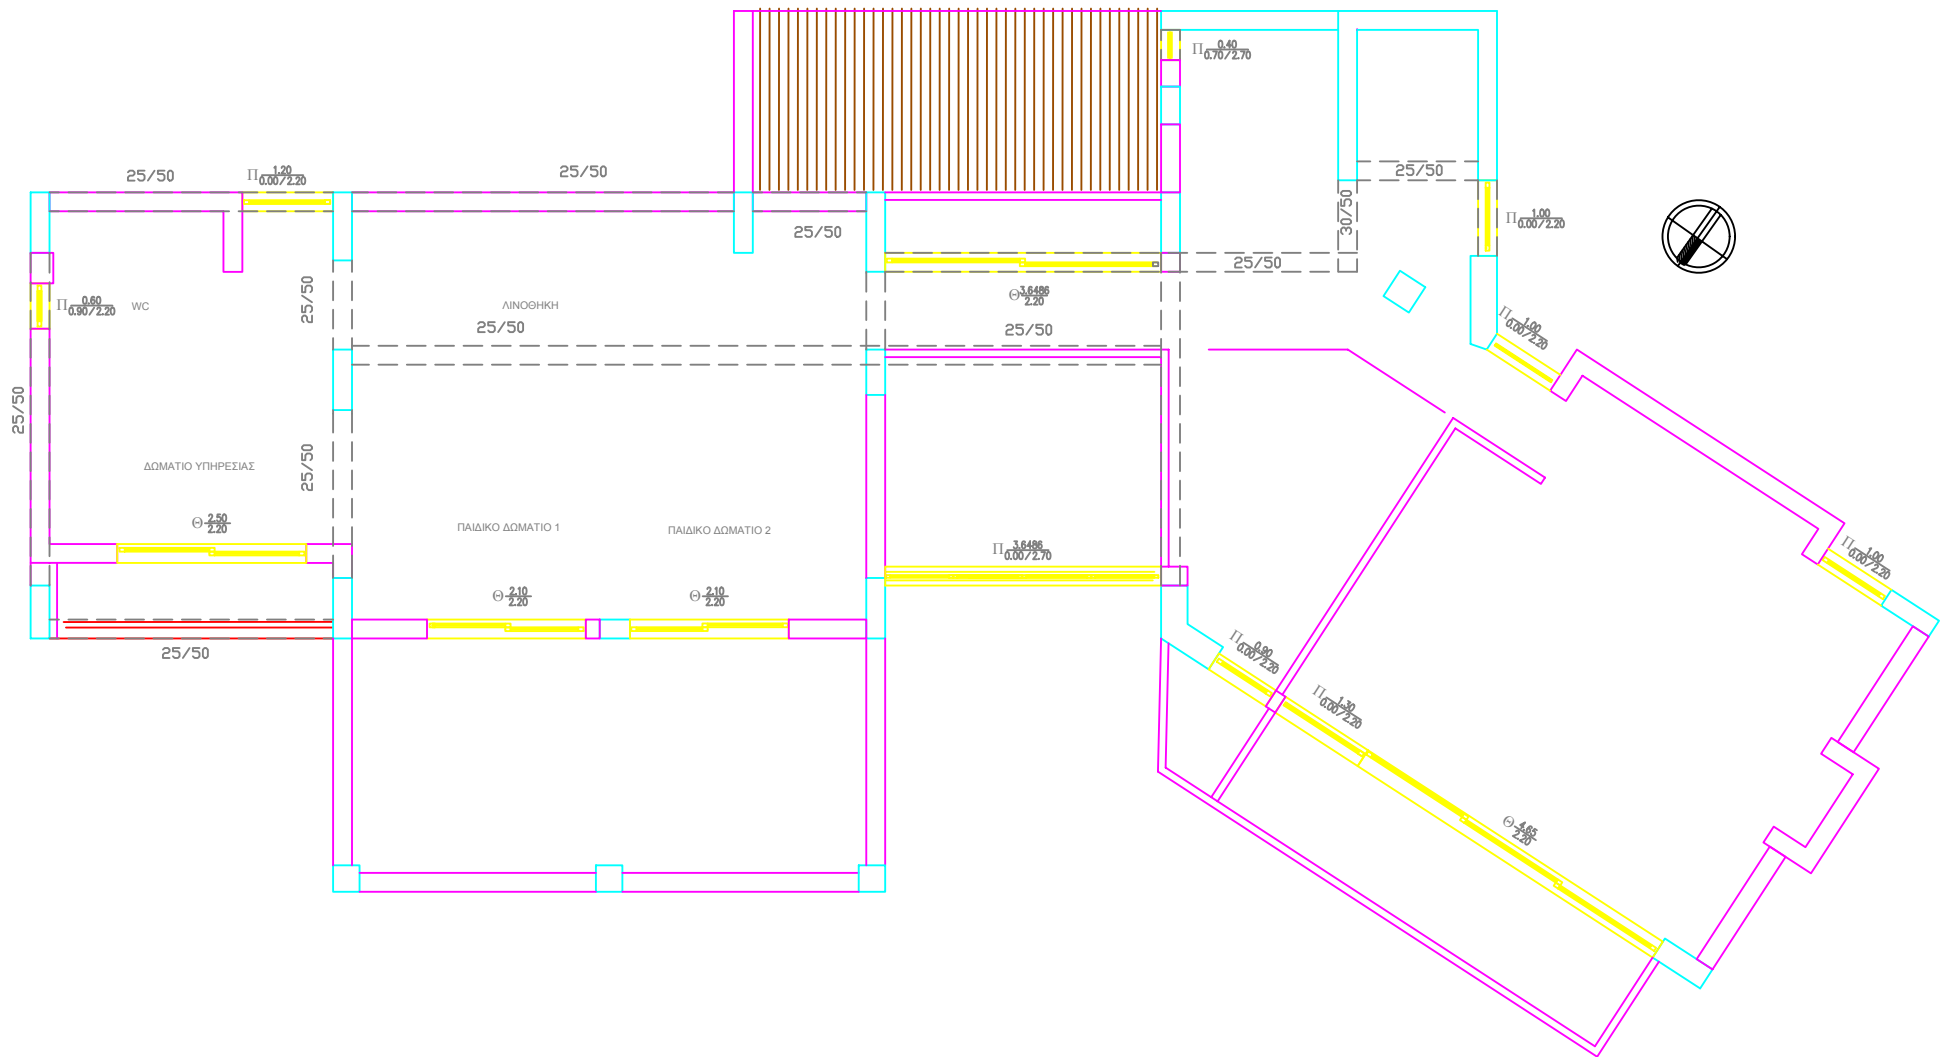 Π 0.40
0.70/2.70
25/50
Π 1.20
0.00/2.20
25/50
25/50
30/50
Π 1.00
0.00/2.20
25/50
25/50
Π 0.60
0.90/2.20
WC
25/50
ΛΙΝΟΘΗΚΗ
25/50
Θ 3.6486
2.20
25/50
Π 1.00
0.00/2.20
25/50
25/50
ΔΩΜΑΤΙΟ ΥΠΗΡΕΣΙΑΣ
Θ 2.50
2.20
ΠΑΙΔΙΚΟ ΔΩΜΑΤΙΟ 1
ΠΑΙΔΙΚΟ ΔΩΜΑΤΙΟ 2
Π 3.6486
0.00/2.70
Π 1.00
0.00/2.20
Θ 2.10
2.20
Θ 2.10
2.20
25/50
Π 0.90
0.00/2.20
Π 1.30
0.00/2.20
Θ 4.65
2.20